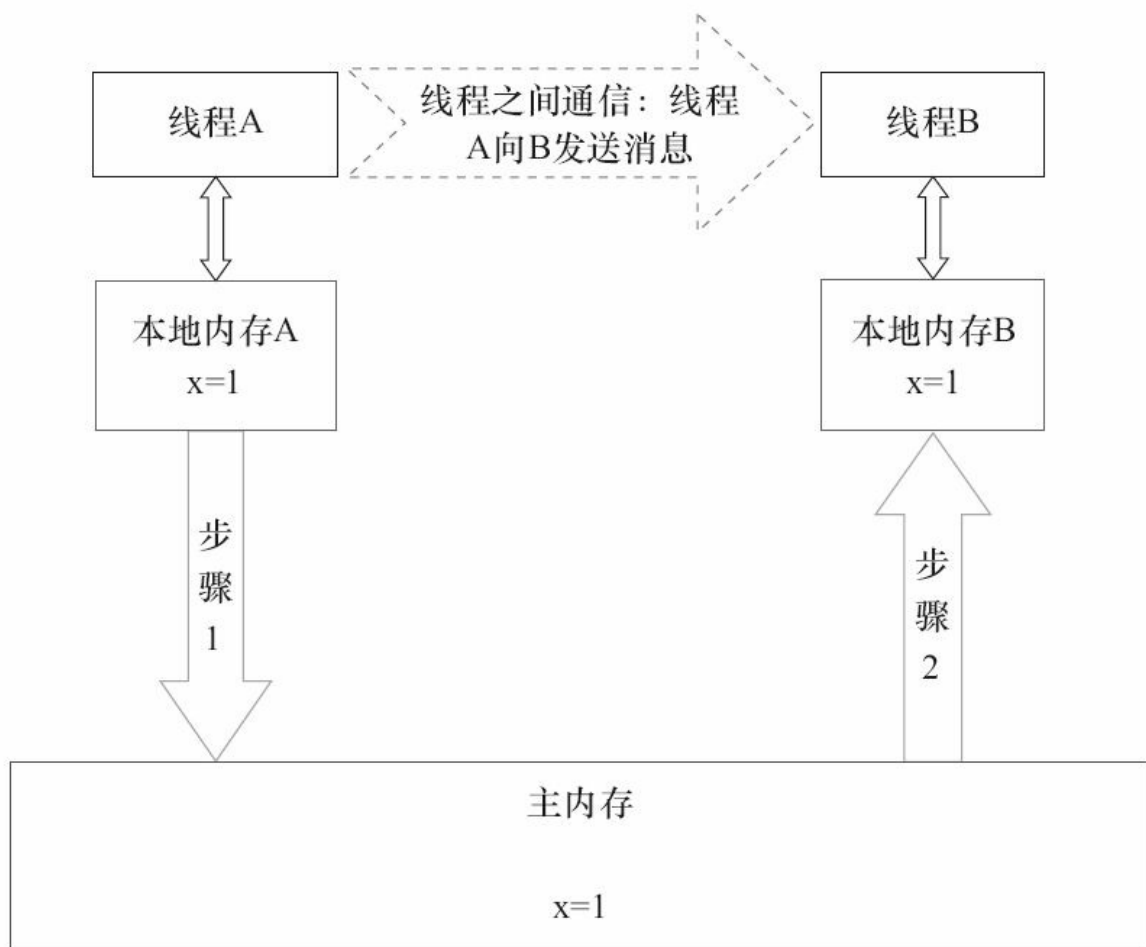 线程A
线程之间通信：线程
A向B发送消息
线程B
本地内存A
x=1
本地内存B
x=1
步
骤
1
步
骤
2
主内存
x=1